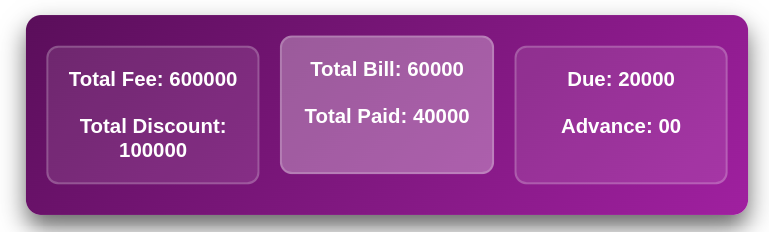 Total Fee: 600000
Total Discount:
100000
Total Bill: 60000
Total Paid: 40000
Due: 20000
Advance: 00